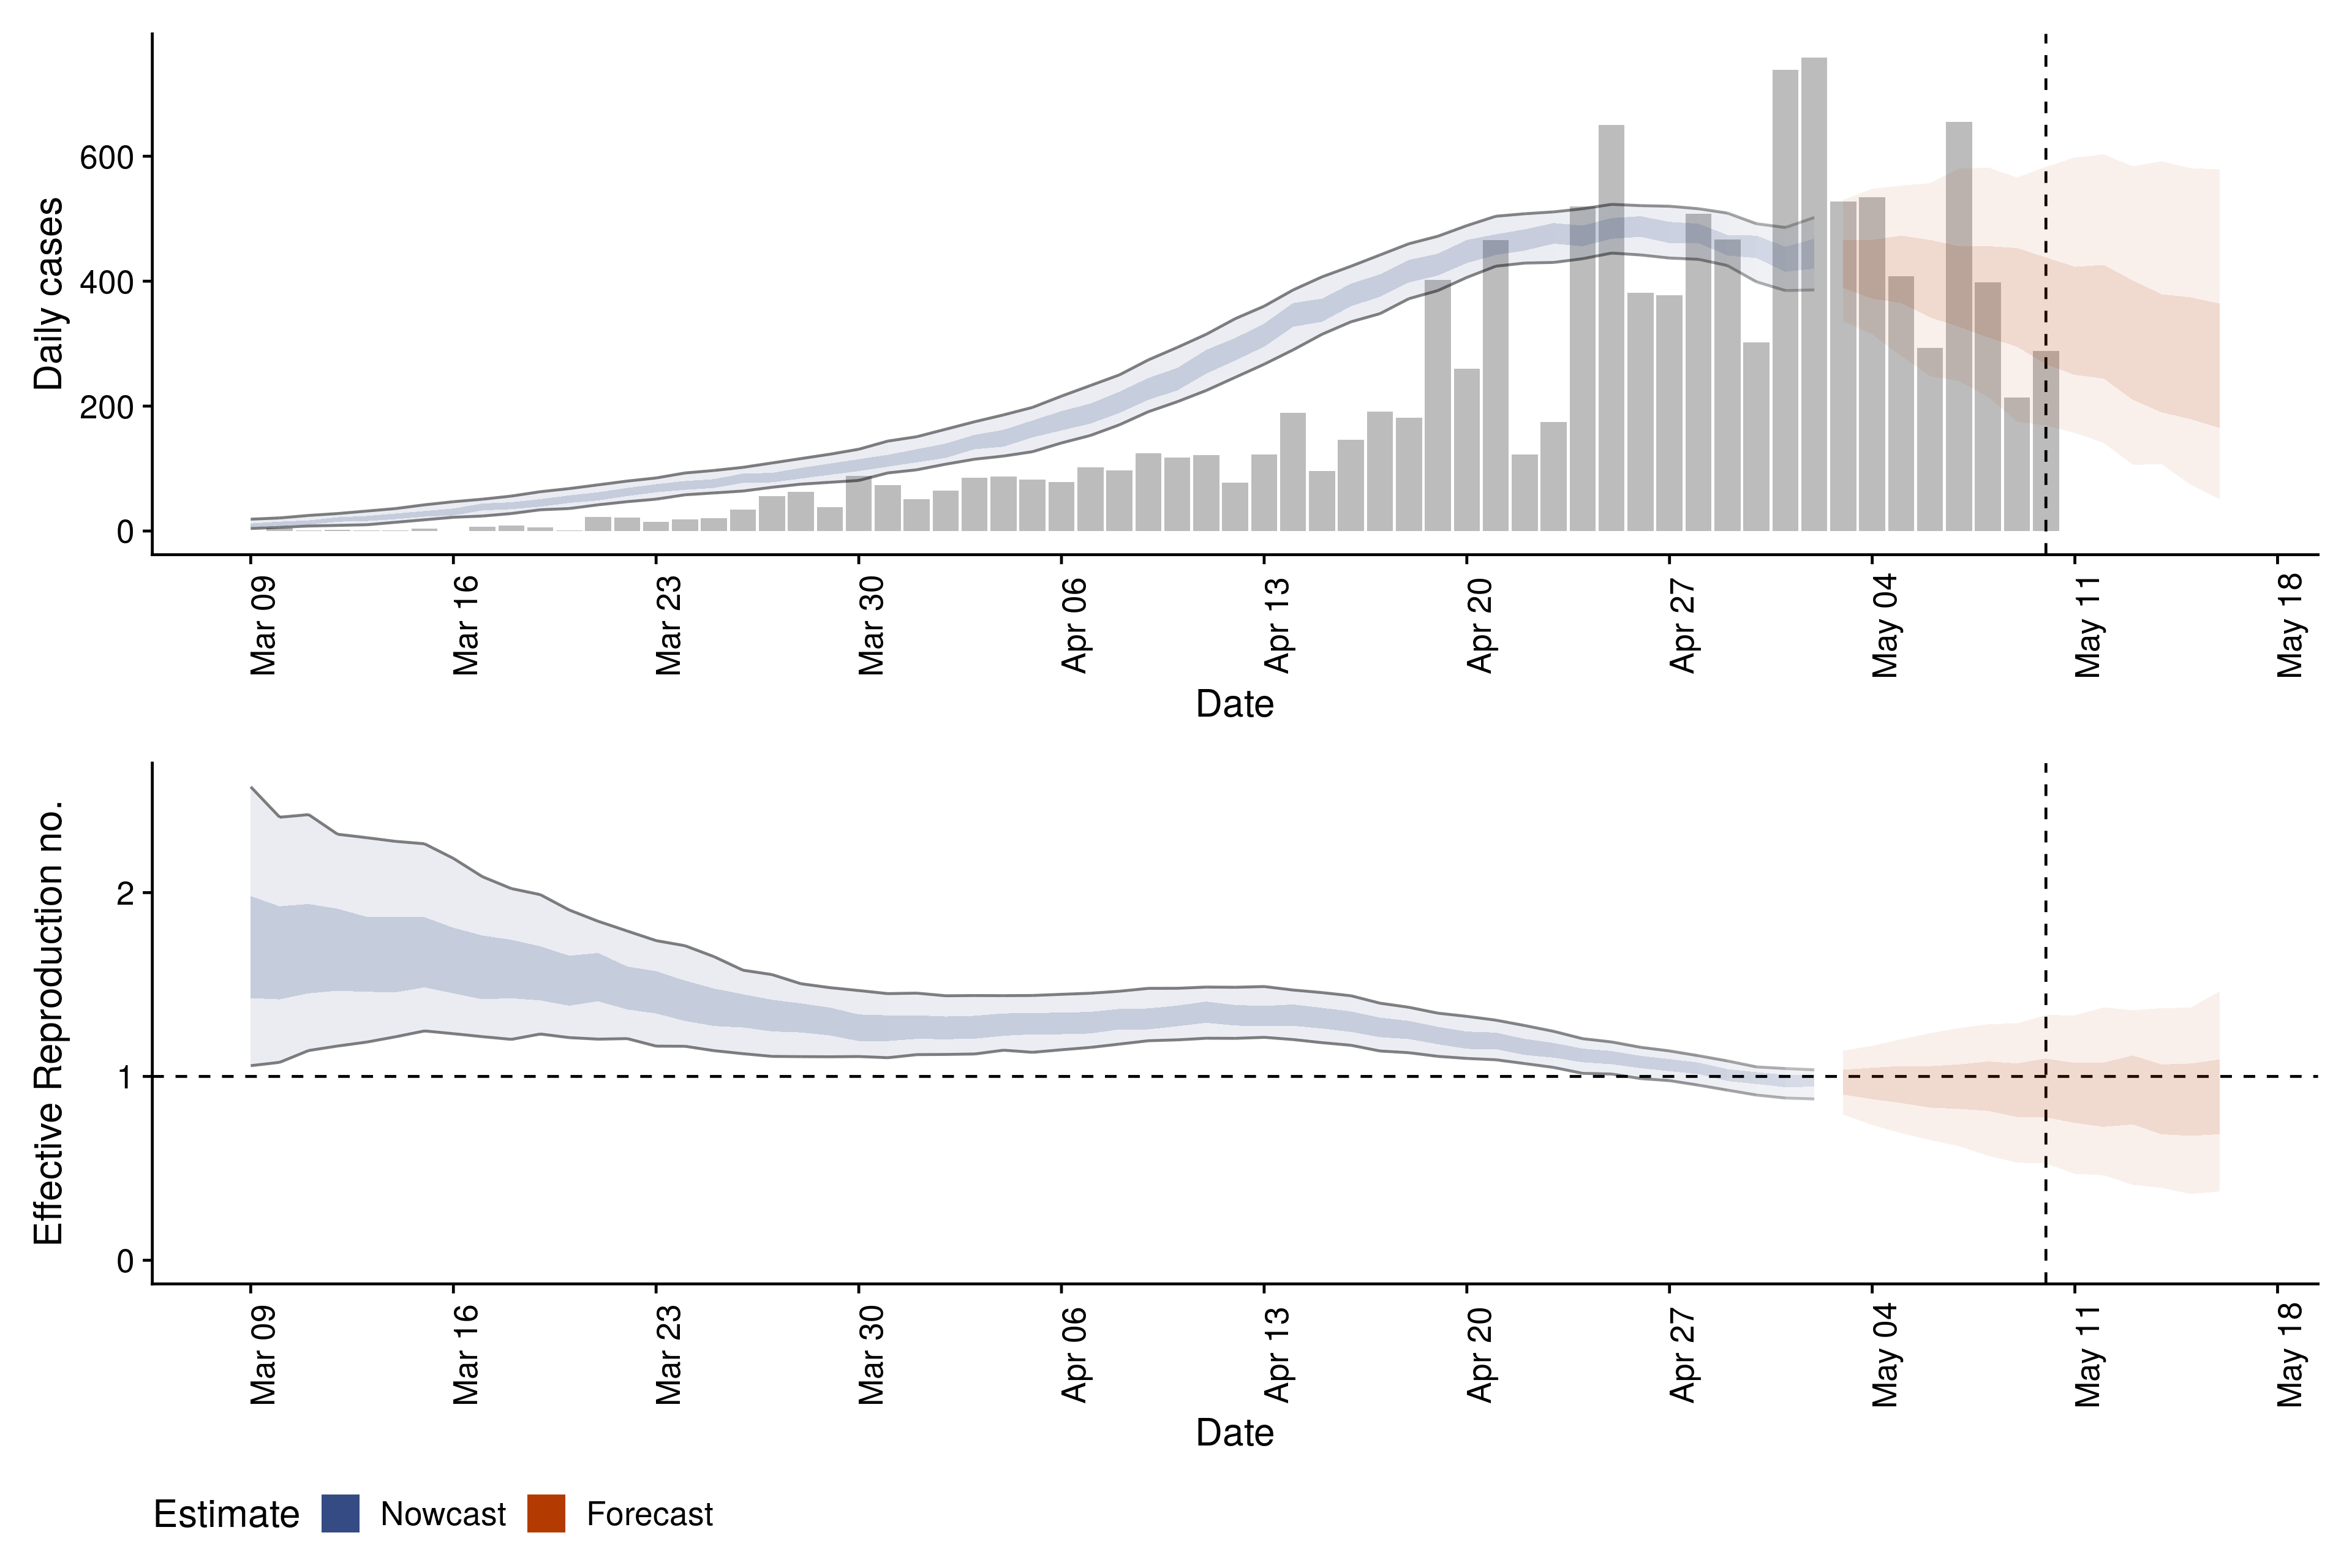 Daily cases
600
400
200
0
Mar 09
Mar 16
Mar 23
Mar 30
Apr 06
Apr 13
Apr 20
Apr 27
May 04
May 11
May 18
Date
Effective Reproduction no.
2
1
0
Mar 09
Mar 16
Mar 23
Mar 30
Apr 06
Apr 13
Apr 20
Apr 27
May 04
May 11
May 18
Date
Estimate Nowcast Forecast